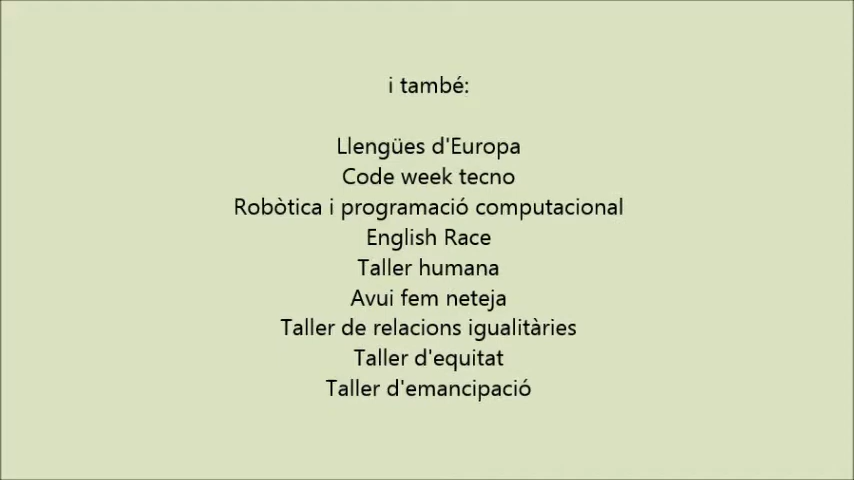 i també:
Llengües d'Europa
Code week tecno
Robòtica i programació computacional
English Race
Taller humana
Avui fem neteja
Taller de relacions igualitàries
Taller d'equitat
Taller d'emancipació